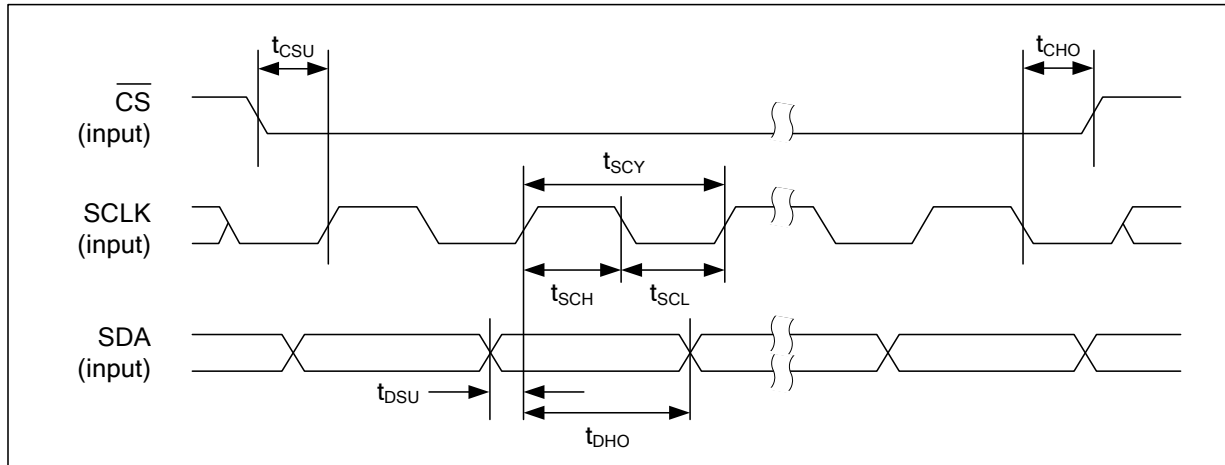 tCSU
tCHO
CS
(input)
tSCY
SCLK
(input)
tSCH
tSCL
SDA
(input)
tDSU
tDHO